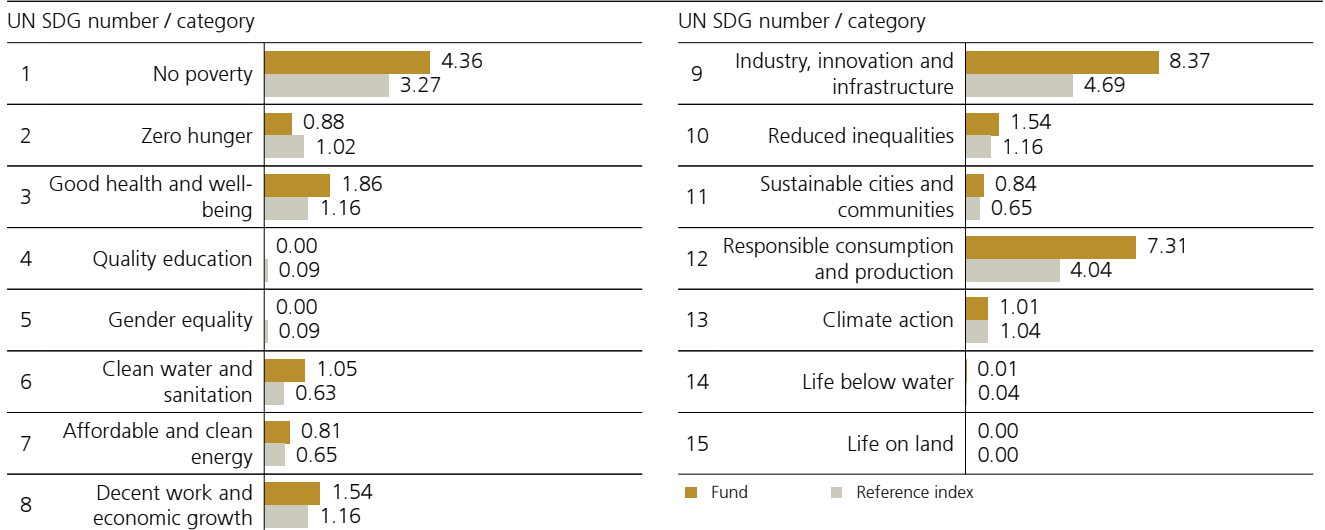 UN SDG number / category
1 No poverty 4.36
3.27
2 Zero hunger 0.88
1.02
3 Good health and well-
being 1.86
1.16
4 Quality education 0.00
0.09
5 Gender equality 0.00
0.09
6 Clean water and
sanitation 1.05
0.63
7 Affordable and clean
energy 0.81
0.65
8 Decent work and
economic growth 1.54
1.16
UN SDG number / category
9 Industry, innovation and
infrastructure 8.37
4.69
10 Reduced inequalities 1.54
1.16
11 Sustainable cities and
communities 0.84
0.65
12 Responsible consumption
and production 7.31
4.04
13 Climate action 1.01
1.04
14 Life below water 0.01
0.04
15 Life on land 0.00
0.00
Fund Reference index